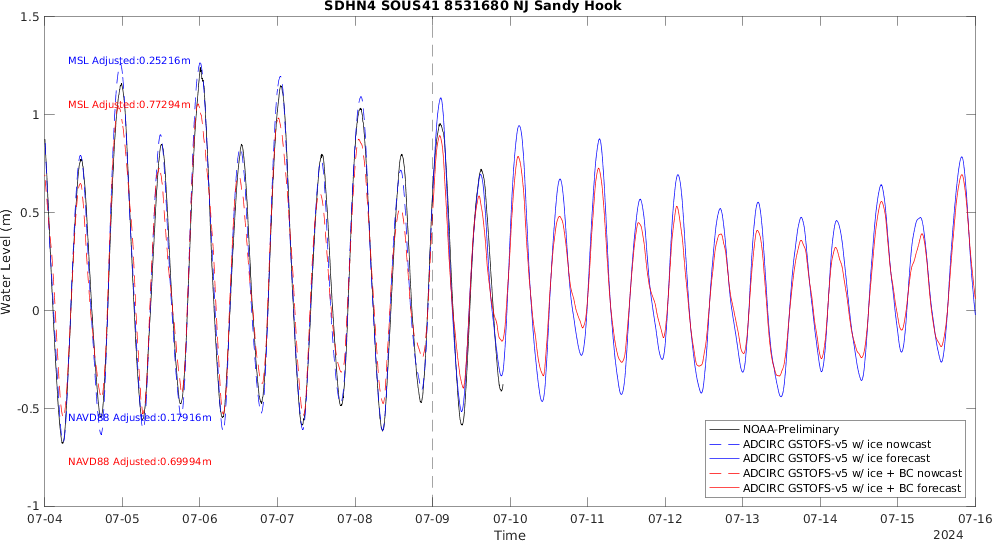 SDHN4 SOUS41 8531680 NJ Sandy Hook
1.5
MSL Adjusted:0.25216m
MSL Adjusted:0.77294m
1
0.5
Water Level (m)
0
-0.5
NAVD88 Adjusted:0.17916m
NAVD88 Adjusted:0.69994m
NOAA-Preliminary
ADCIRC GSTOFS-v5 w/ ice nowcast
ADCIRC GSTOFS-v5 w/ ice forecast
ADCIRC GSTOFS-v5 w/ ice + BC nowcast
ADCIRC GSTOFS-v5 w/ ice + BC forecast
-1
07-04 07-05 07-06 07-07 07-08 07-09 07-10 07-11 07-12 07-13 07-14 07-15 07-16
Time
2024